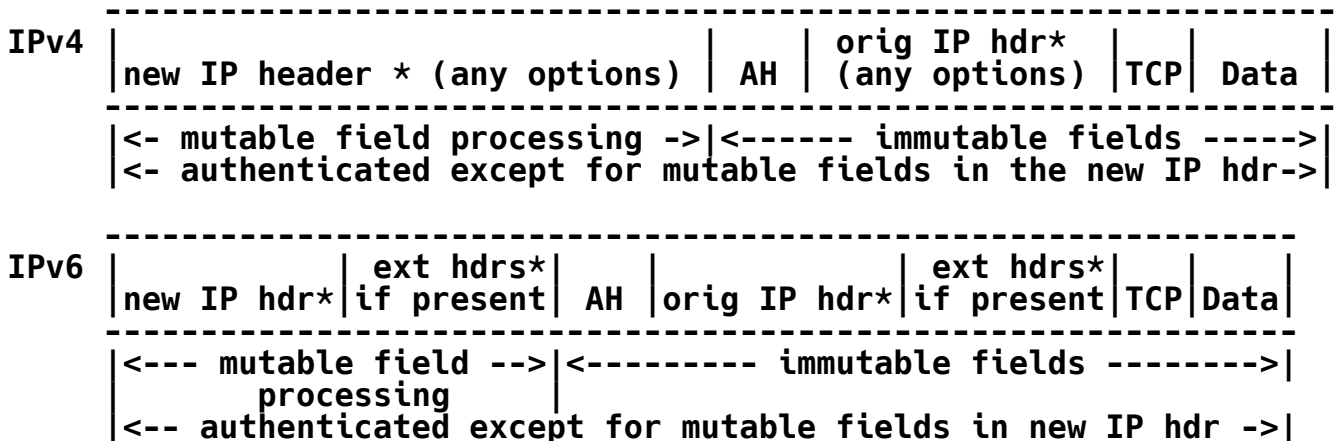 ------------------------------------------------------------------
IPv4 |                               |    | orig IP hdr*  |   |      |
     |new IP header * (any options) | AH | (any options) |TCP| Data |
------------------------------------------------------------------
     |<- mutable field processing ->|<------ immutable fields ----->|
     |<- authenticated except for mutable fields in the new IP hdr->|
---------------------------------------------------------------
IPv6 |           | ext hdrs*|    |            | ext hdrs*|   |    |
     |new IP hdr*|if present| AH |orig IP hdr*|if present|TCP|Data|
---------------------------------------------------------------
     |<--- mutable field -->|<--------- immutable fields -------->|
     |       processing     |
     |<-- authenticated except for mutable fields in new IP hdr ->|